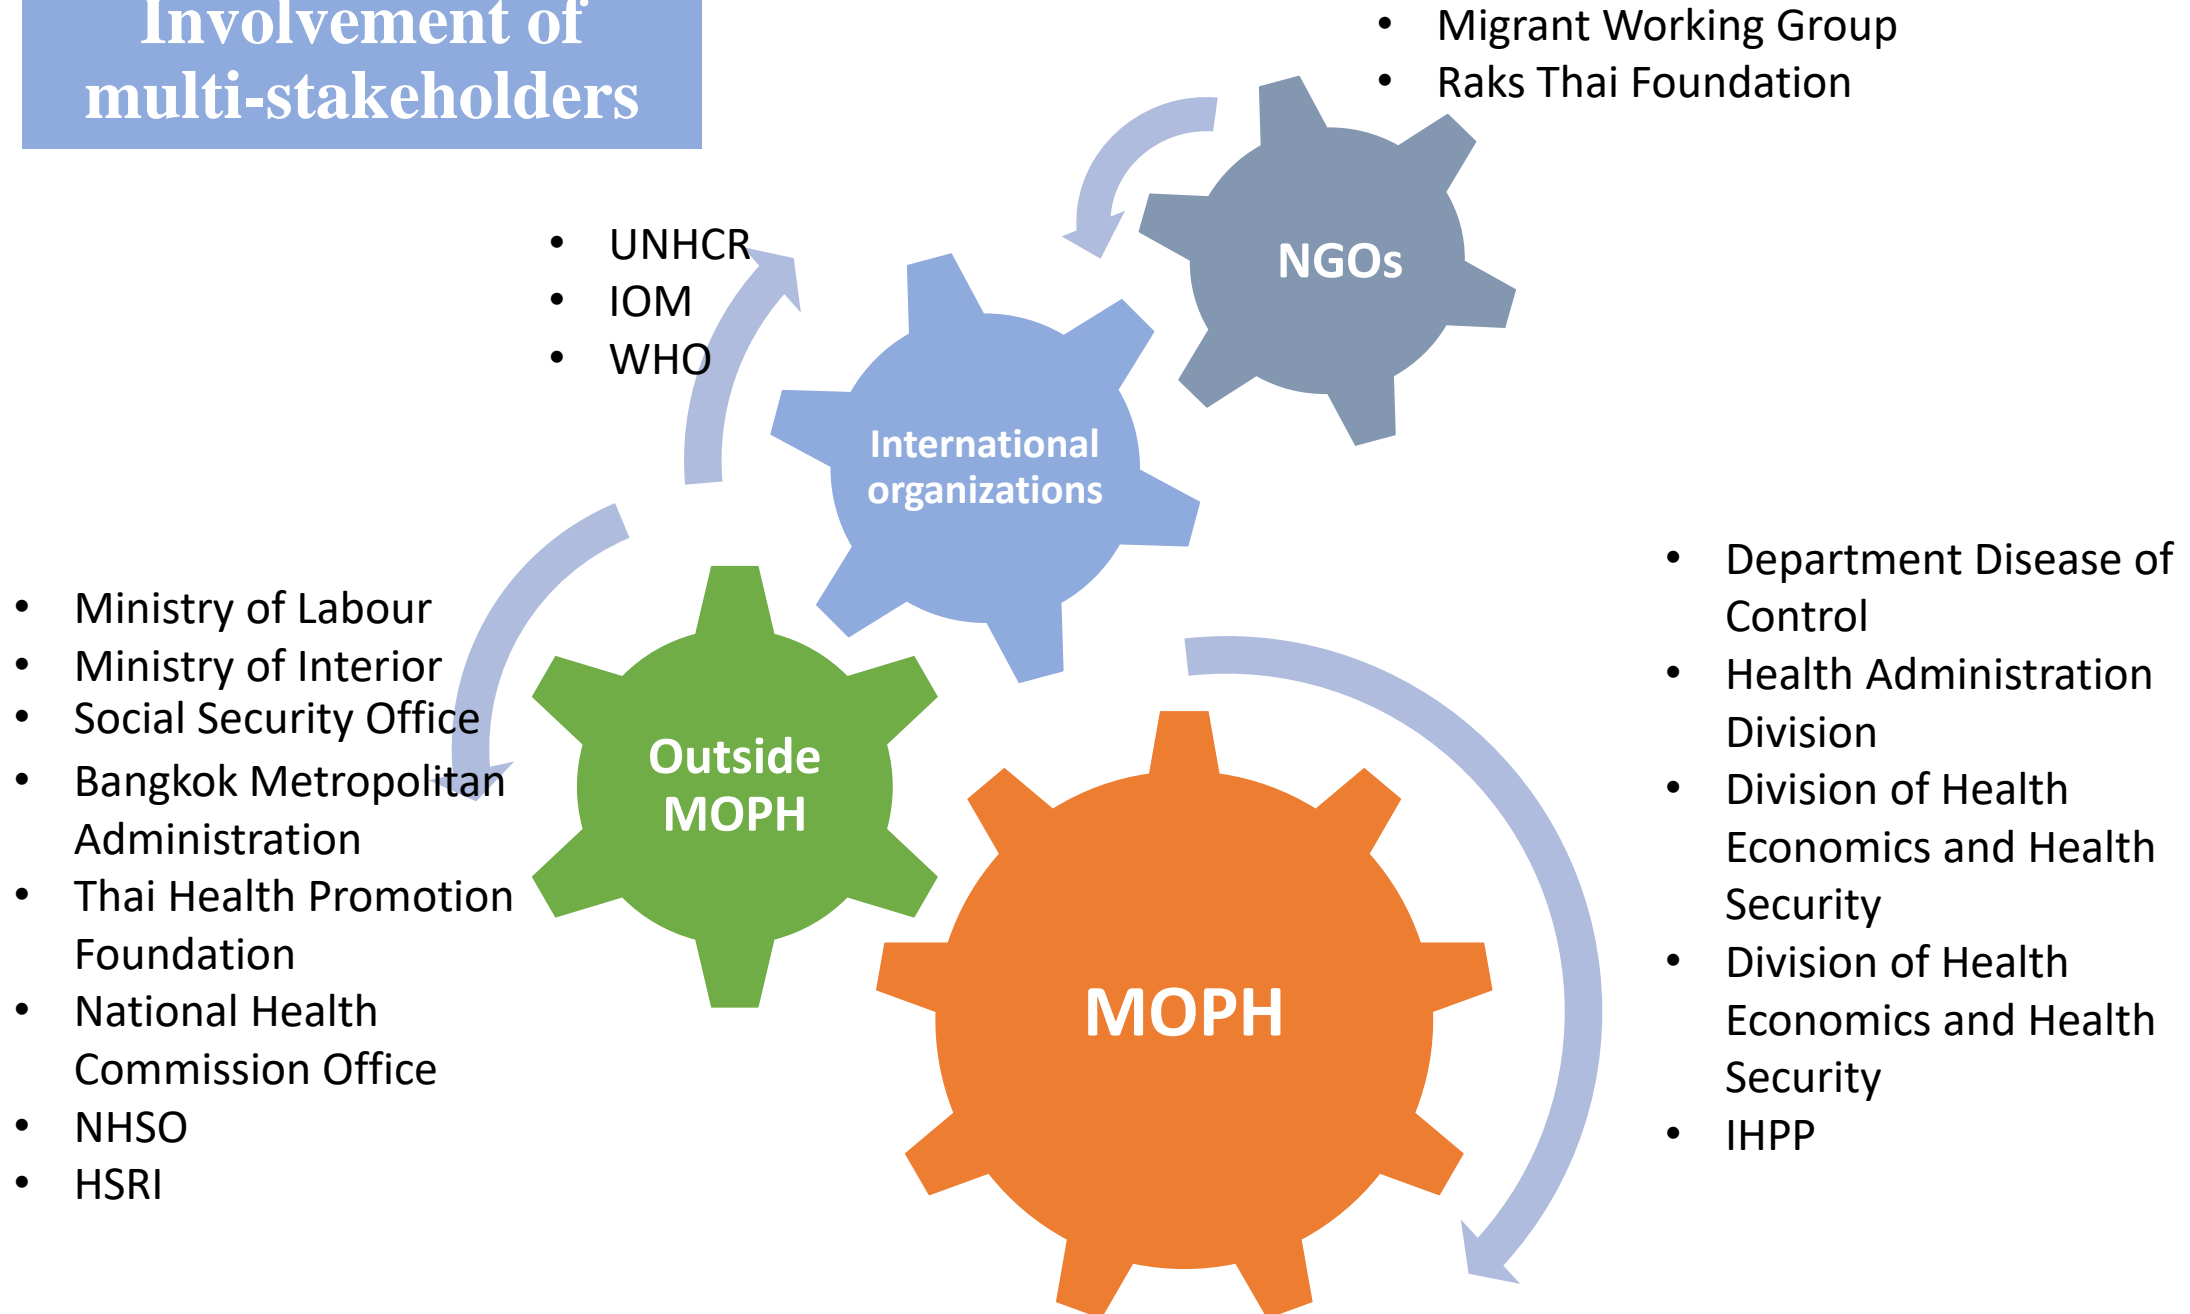 Involvement of
multi-stakeholders
• Migrant Working Group
• Raks Thai Foundation
NGOs
• UNHCR
• IOM
• WHO
International
organizations
• Ministry of Labour
• Ministry of Interior
• Social Security Office
• Bangkok Metropolitan
Administration
• Thai Health Promotion
Foundation
• National Health
Commission Office
• NHSO
• HSRI
Outside
MOPH
MOPH
• Department Disease of
Control
• Health Administration
Division
• Division of Health
Economics and Health
Security
• Division of Health
Economics and Health
Security
• IHPP